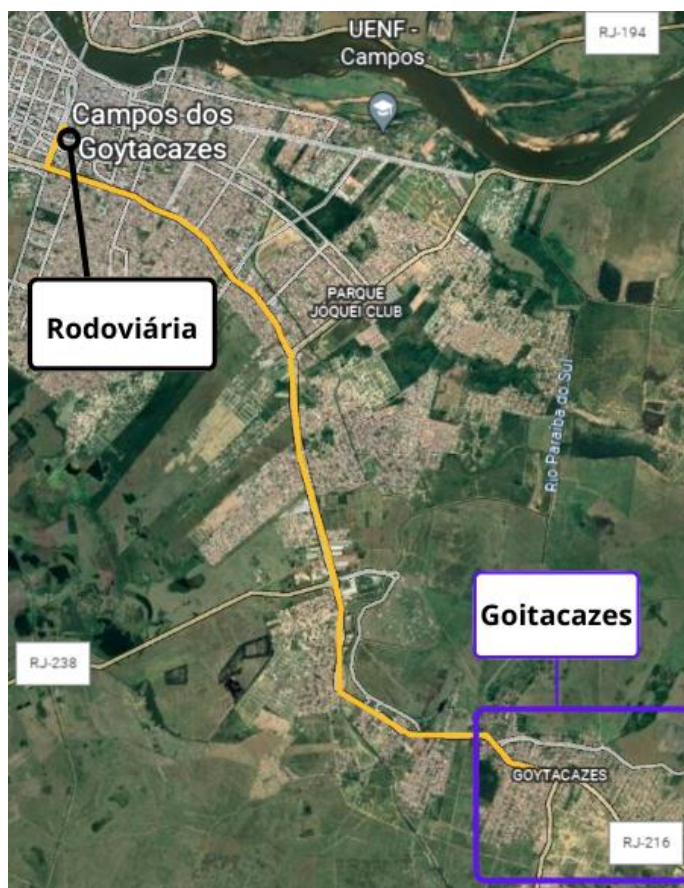 UENF -
Campos
RJ-194
Campos dos
Goytacazes
Rodoviária
PARQUE
JOQUEI CLUB
Rio Paraíba do Sul
Goitacazes
RJ-238
GOYTACAZES
RJ-216